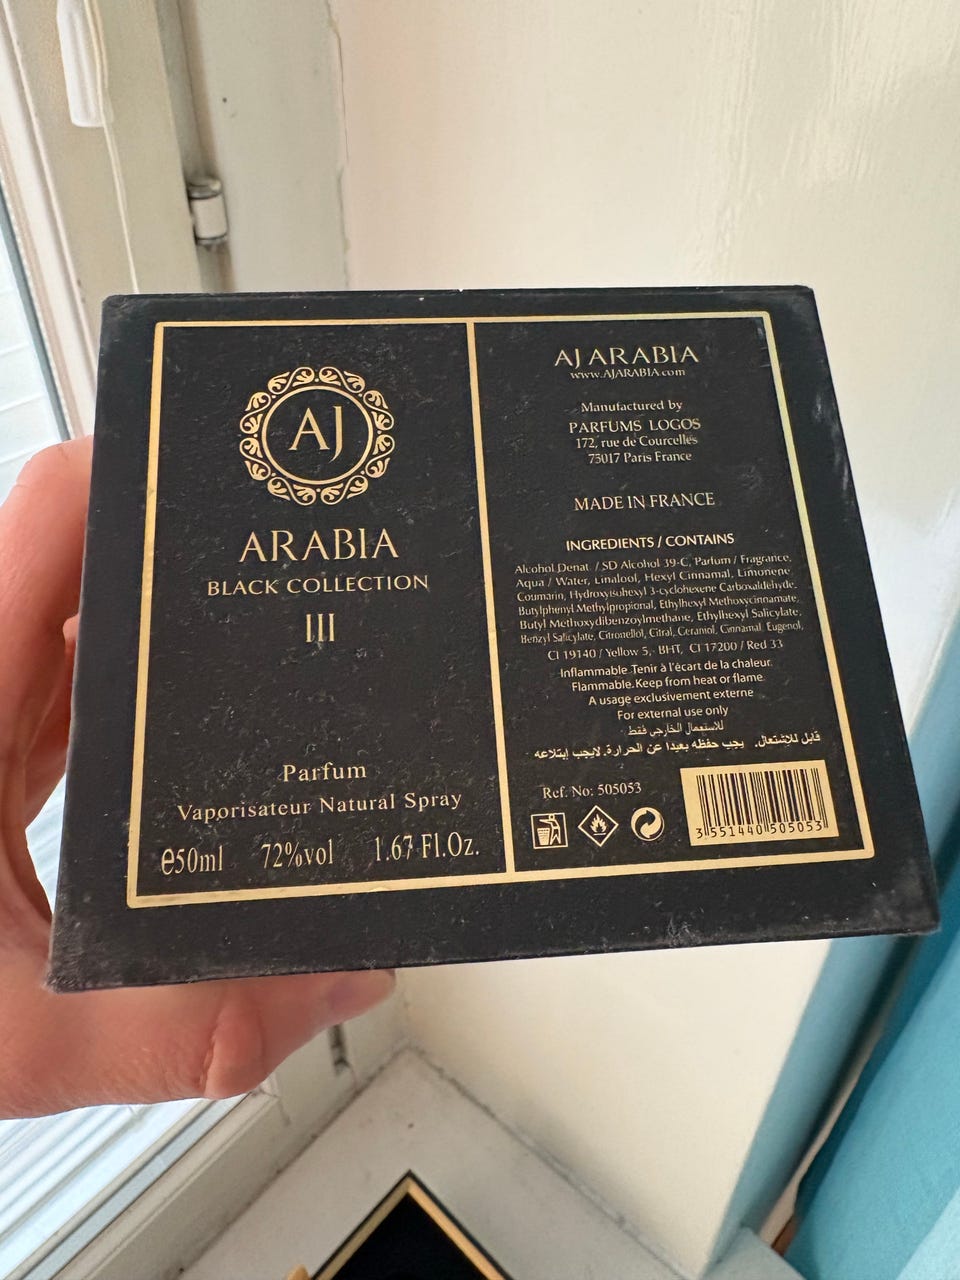 AJ
ARABIA
BLACK COLLECTION
III
Parfum
Vaporisateur Natural Spray
e50ml 72%vol 1.67 Fl.Oz.
AJ ARABIA
www.AJARABIA.com
Manufactured by
PARFUMS LOGOS
172, rue de Courcelles
75017 Paris France
MADE IN FRANCE
INGREDIENTS / CONTAINS
Alcohol Denat. / SD Alcohol 39-C, Parfum / Fragrance,
Aqua / Water, Linalool, Hexyl Cinnamal, Limonene,
Coumarin, Hydroxyisohexyl 3-cyclohexene Carboxaldehyde,
Butylphenyl Methylpropional, Ethylhexyl Methoxycinnamate,
Butyl Methoxydibenzoylmethane, Ethylhexyl Salicylate,
Benzyl Salicylate, Citronellol, Citral, Geraniol, Cinnamal, Eugenol,
CI 19140 / Yellow 5, BHT, CI 17200 / Red 33
Inflammable. Tenir à l'écart de la chaleur.
Flammable. Keep from heat or flame
A usage exclusivement externe
For external use only
للاستعمال الخارجي فقط
قابل للاشتعال. يجب حفظه بعيدا عن الحرارة. لايجب إبتلاعه
Ref. No: 505053
3 551440 505053